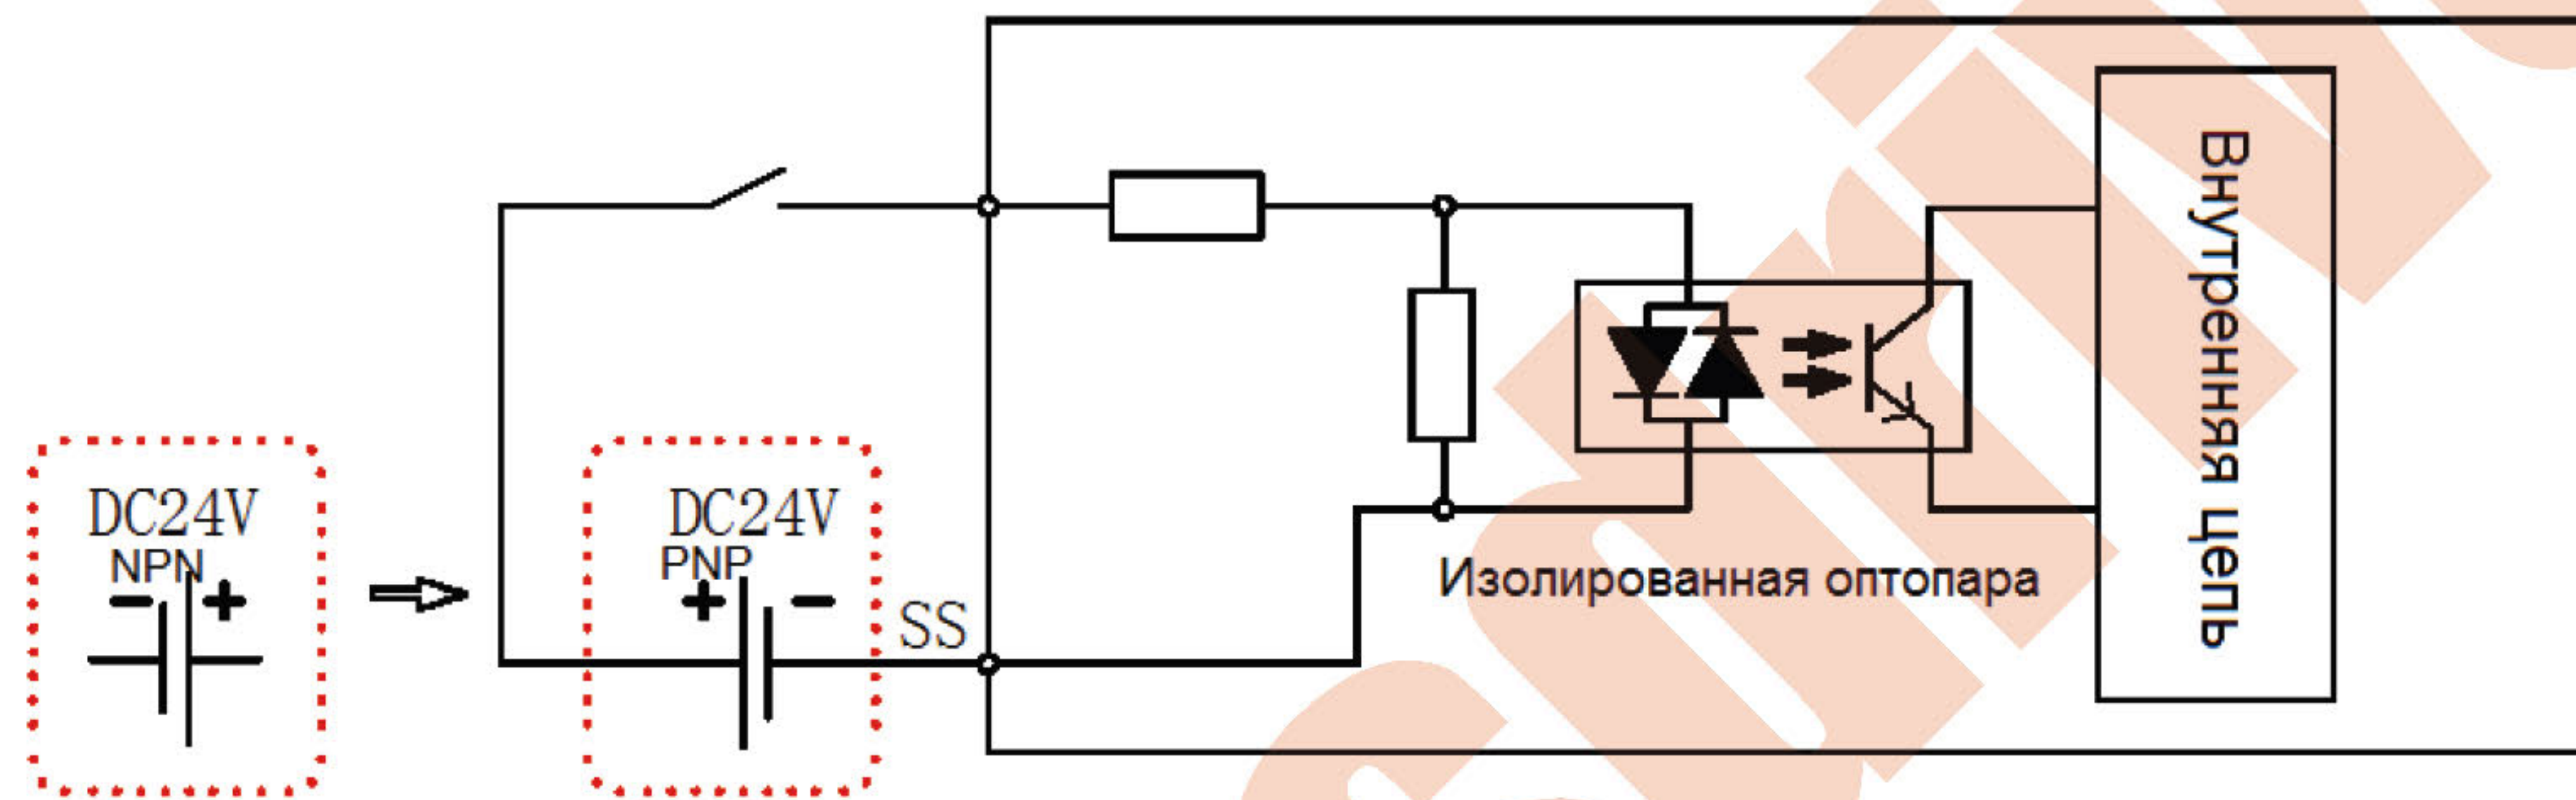 DC24V
NPN
− +
DC24V
PNP
+ −
SS
Изолированная оптопара
Внутренняя цепь